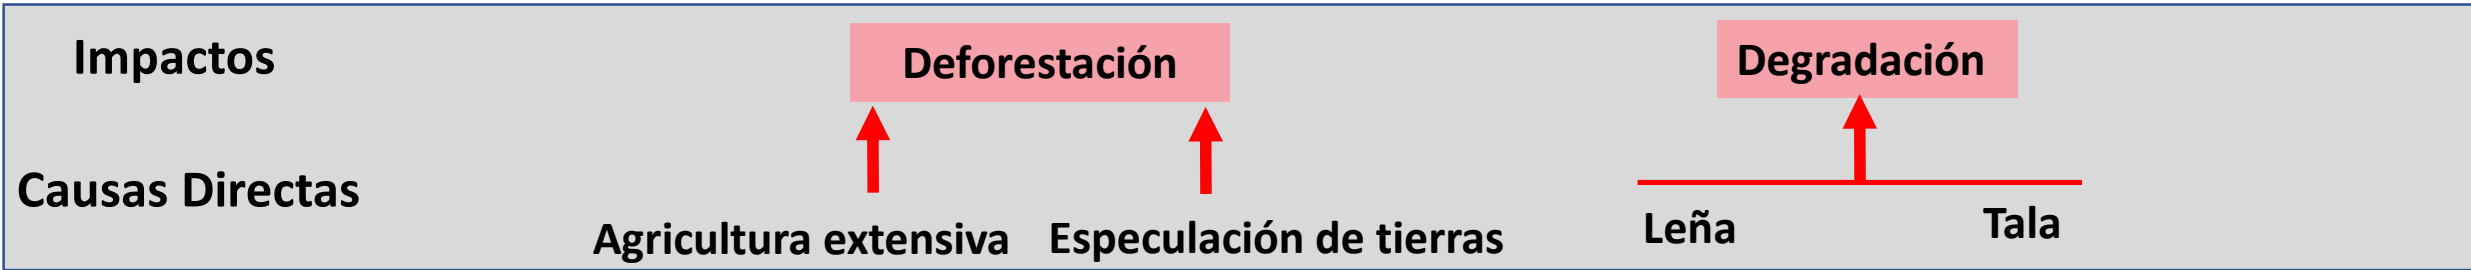 Impactos
Deforestación
Degradación
Causas Directas
Agricultura extensiva
Especulación de tierras
Leña
Tala